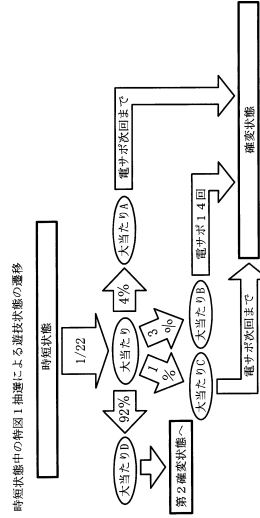 時短状態中の特図1抽選による遊技状態の遷移
時短状態
1/22
大当たりD
92%
大当たり
4%
大当たりA
電サポ次回まで
1
%
3
%
大当たりC
大当たりB
電サポ14回
第2確変状態へ
電サポ次回まで
確変状態